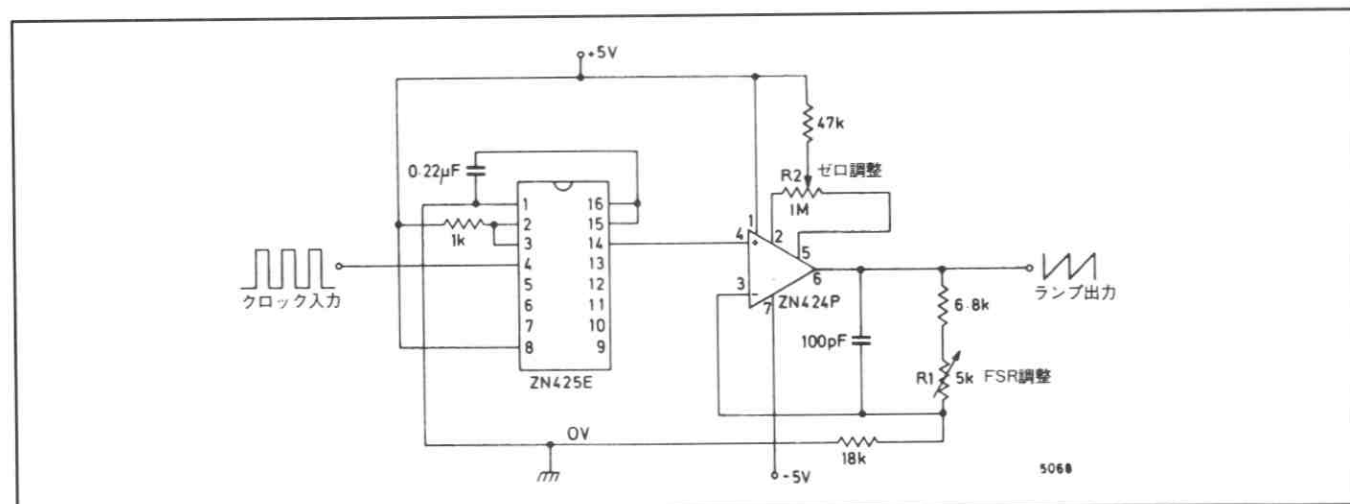 +5V
47k
0.22μF
R2 ゼロ調整
1M
1 16
2 15
3 14
4 13
5 12
6 11
7 10
8 9
1k
ZN425E
クロック入力
1
2
4
+
5
3
−
6
7
ZN424P
ランプ出力
6.8k
100pF
R1 5k FSR調整
0V
18k
-5V
5068